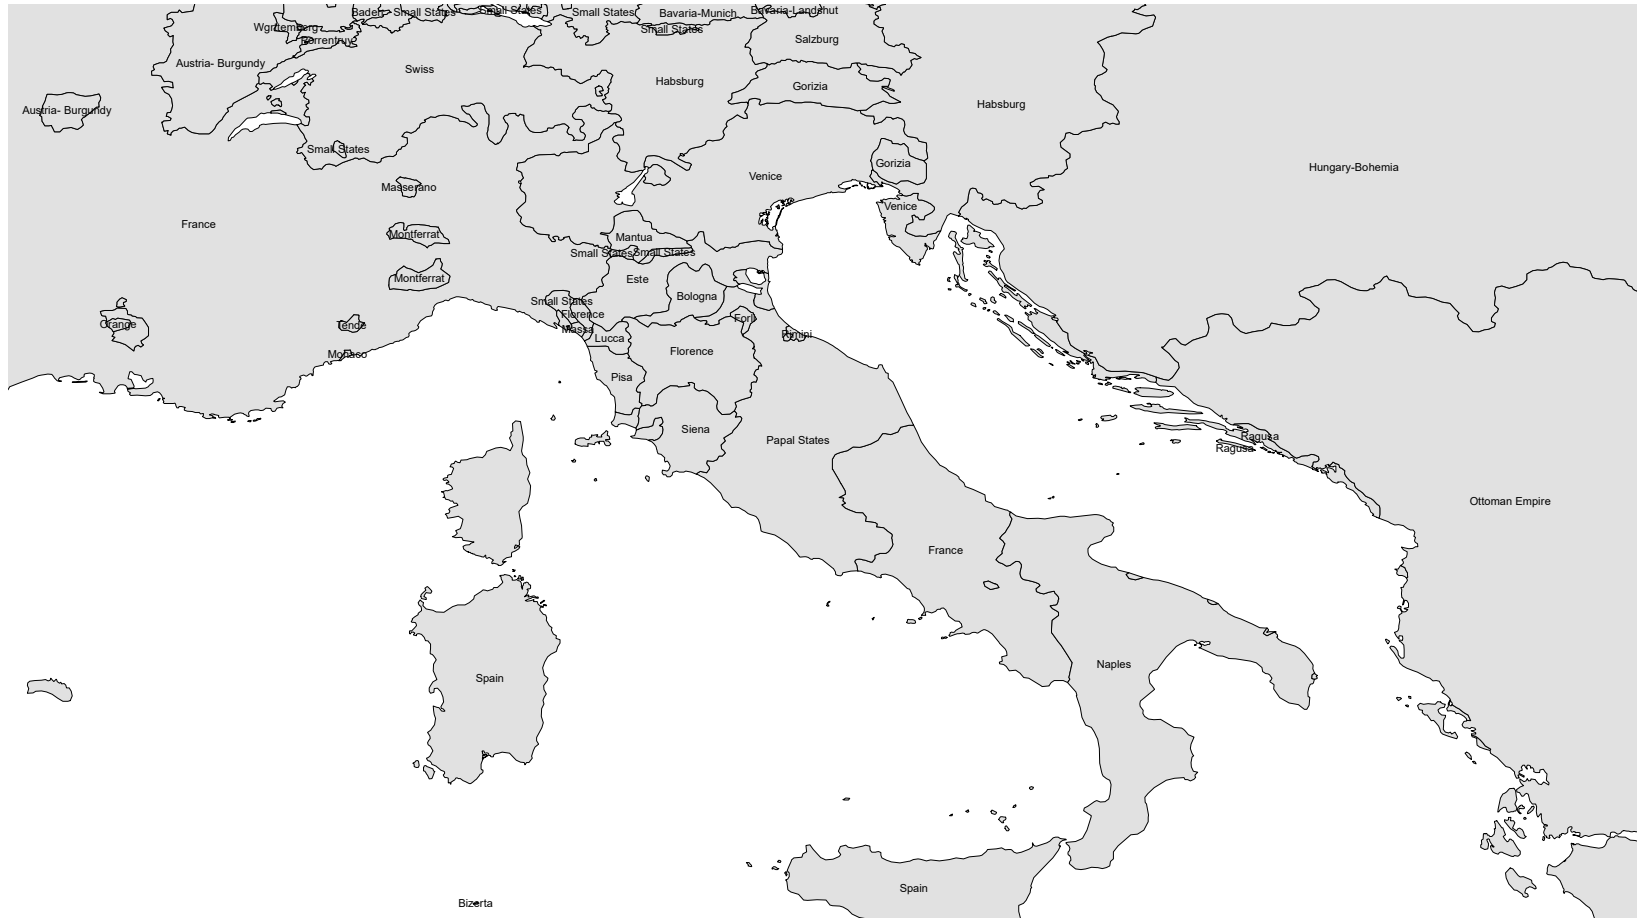 Baden
Small States
Small States
Small States
Bavaria-Munich
Bavaria-Landshut
Small States
Porrentruy
Salzburg
Austria- Burgundy
Swiss
Habsburg
Gorizia
Habsburg
Austria- Burgundy
Small States
Gorizia
Hungary-Bohemia
Masserano
Venice
Venice
France
Montferrat
Mantua
Small States
Small States
Montferrat
Este
Bologna
Small States
Florence
Forlì
Orange
Tende
Massa
Rimini
Lucca
Monaco
Florence
Pisa
Siena
Papal States
Ragusa
Ragusa
Ottoman Empire
France
Naples
Spain
Spain
Bizerta